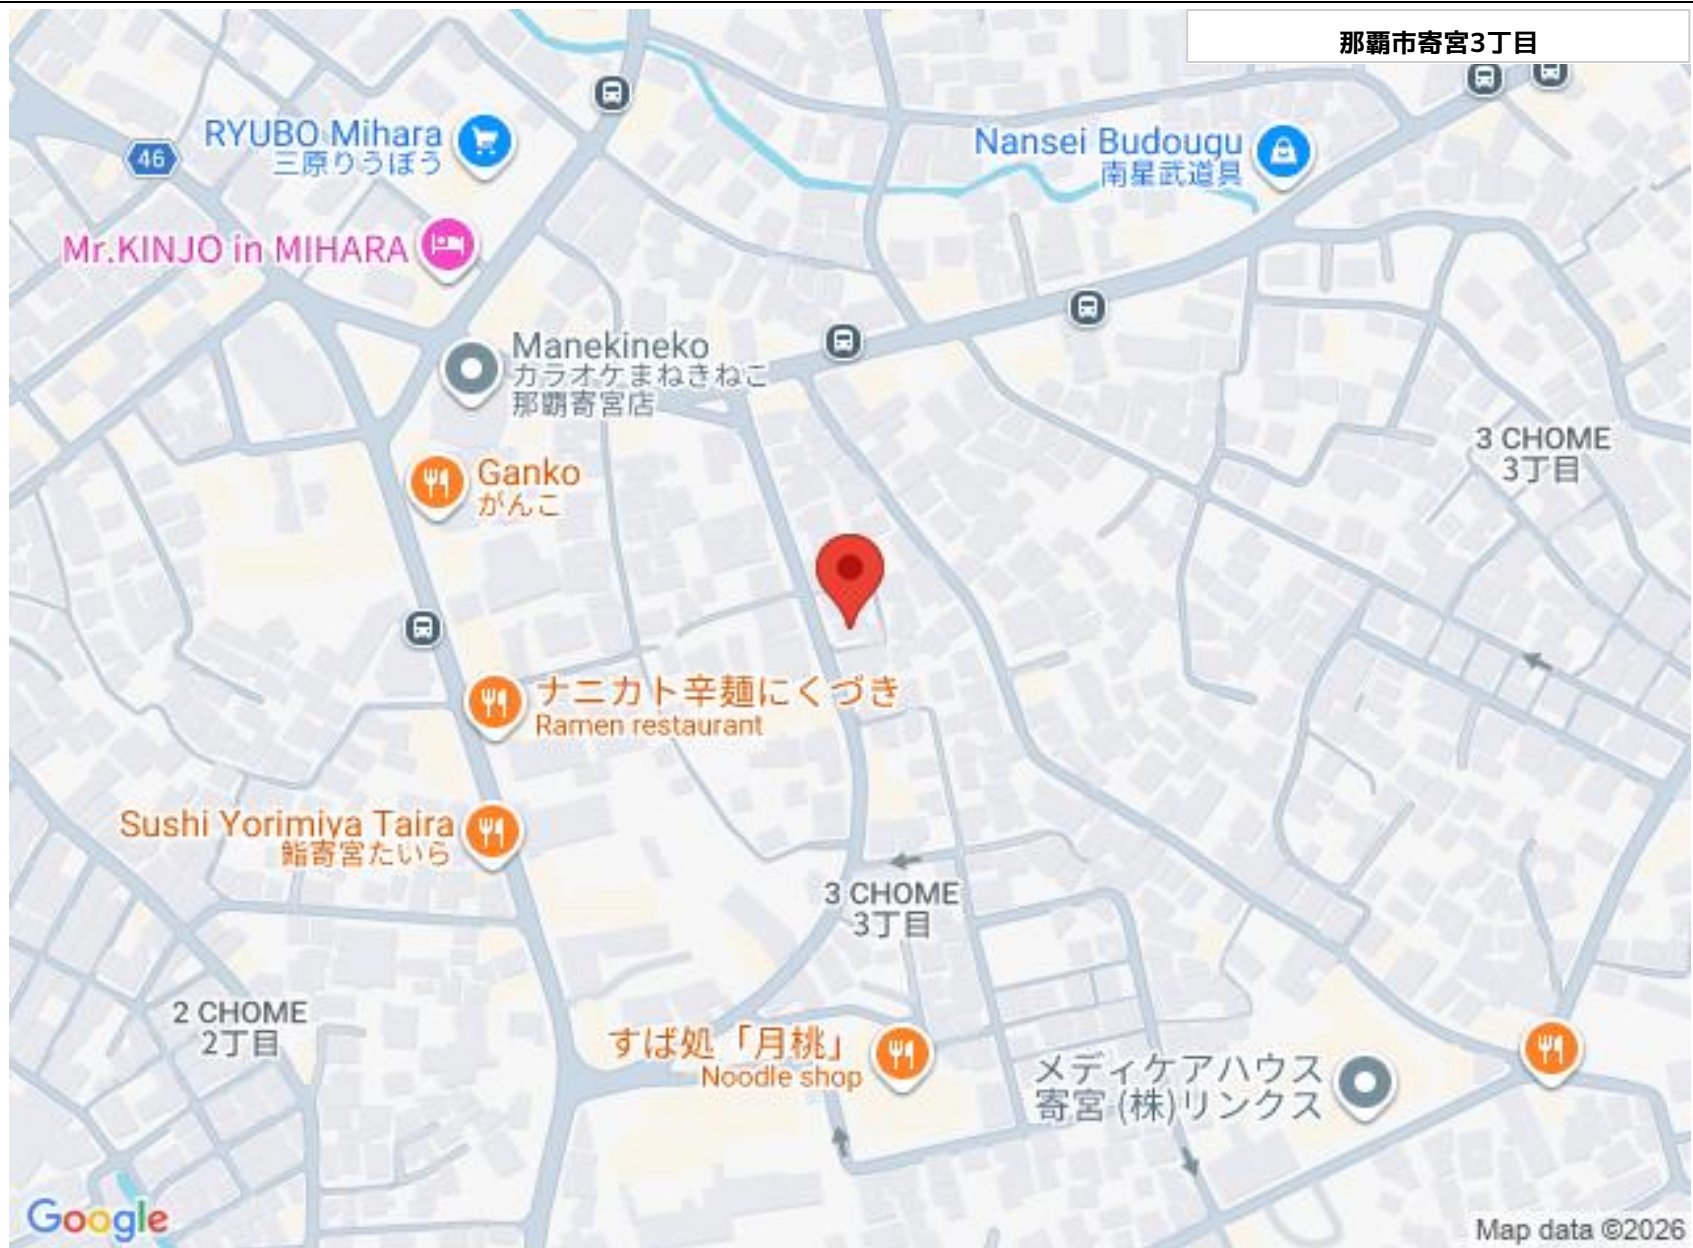 那覇市寄宮3丁目
RYUBO Mihara
三原りうぼう
46
Nansei Budougu
南星武道具
Mr.KINJO in MIHARA
Manekineko
カラオケまねきねこ
那覇寄宮店
3 CHOME
3丁目
Ganko
がんこ
ナニカト辛麺にくづき
Ramen restaurant
Sushi Yorimiya Taira
鮨寄宮たいら
3 CHOME
3丁目
2 CHOME
2丁目
すば処「月桃」
Noodle shop
メディケアハウス
寄宮 (株)リンクス
Google
Map data ©2026